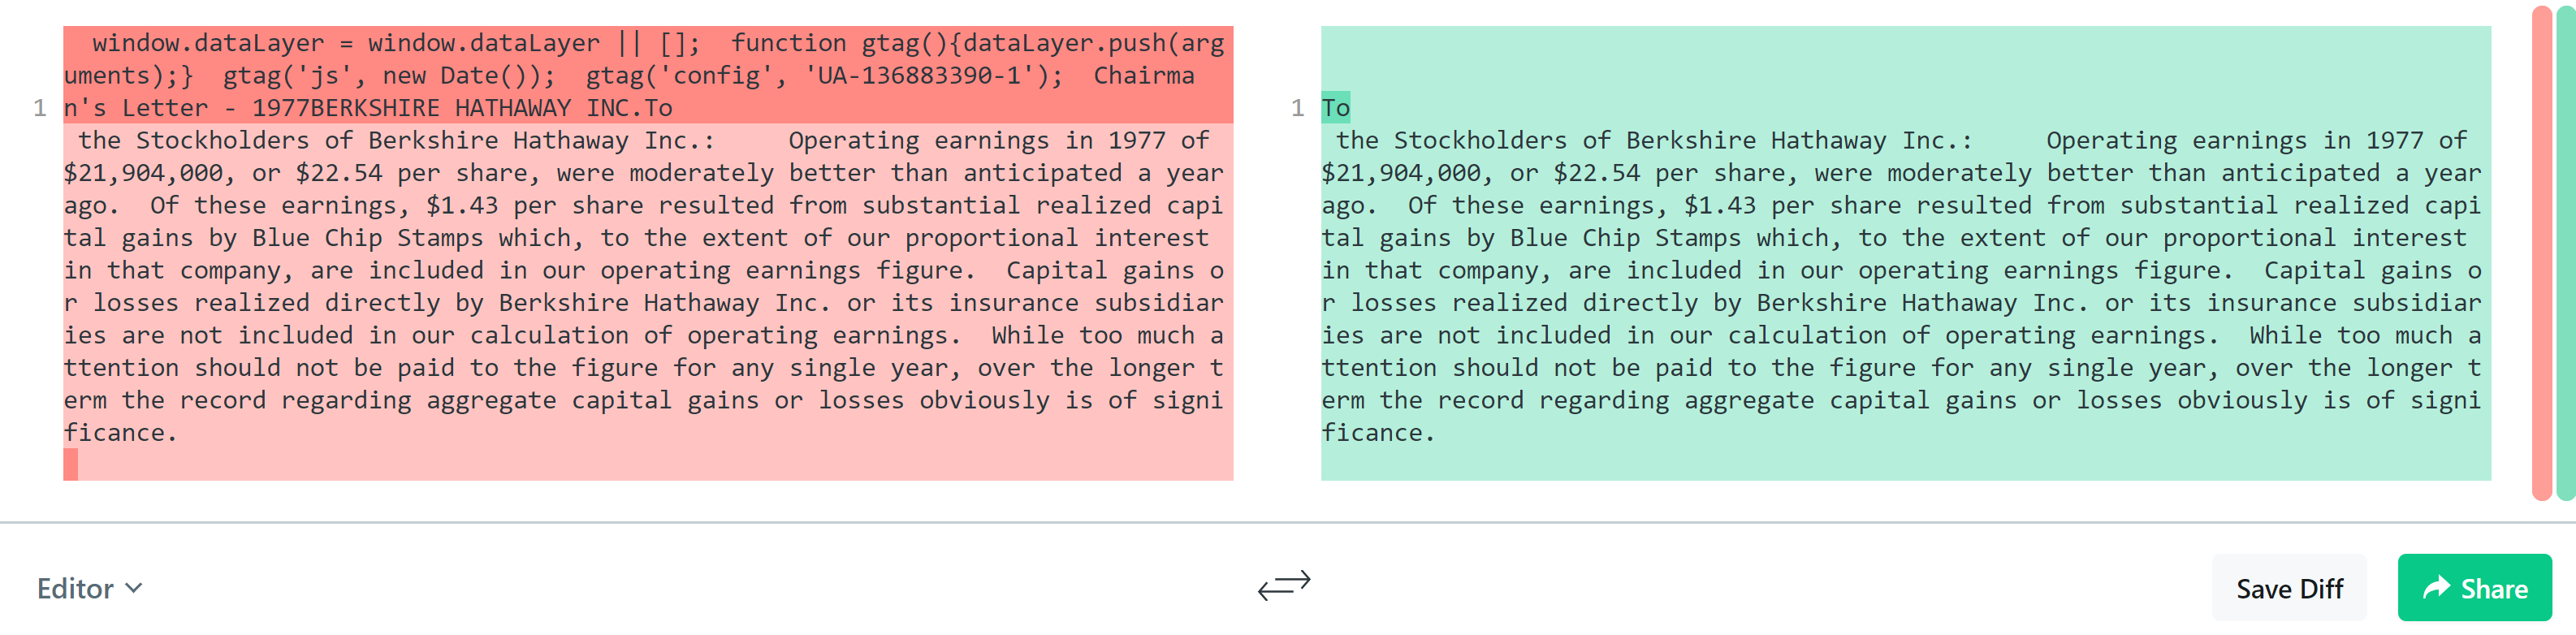 window.dataLayer = window.dataLayer || [];  function gtag(){dataLayer.push(arg
uments);}  gtag('js', new Date());  gtag('config', 'UA-136883390-1');  Chairma
1 n's Letter - 1977BERKSHIRE HATHAWAY INC.To
the Stockholders of Berkshire Hathaway Inc.:     Operating earnings in 1977 of
$21,904,000, or $22.54 per share, were moderately better than anticipated a year
ago.  Of these earnings, $1.43 per share resulted from substantial realized capi
tal gains by Blue Chip Stamps which, to the extent of our proportional interest
in that company, are included in our operating earnings figure.  Capital gains o
r losses realized directly by Berkshire Hathaway Inc. or its insurance subsidiar
ies are not included in our calculation of operating earnings.  While too much a
ttention should not be paid to the figure for any single year, over the longer t
erm the record regarding aggregate capital gains or losses obviously is of signi
ficance.
1 To
the Stockholders of Berkshire Hathaway Inc.:     Operating earnings in 1977 of
$21,904,000, or $22.54 per share, were moderately better than anticipated a year
ago.  Of these earnings, $1.43 per share resulted from substantial realized capi
tal gains by Blue Chip Stamps which, to the extent of our proportional interest
in that company, are included in our operating earnings figure.  Capital gains o
r losses realized directly by Berkshire Hathaway Inc. or its insurance subsidiar
ies are not included in our calculation of operating earnings.  While too much a
ttention should not be paid to the figure for any single year, over the longer t
erm the record regarding aggregate capital gains or losses obviously is of signi
ficance.
Editor
Save Diff
Share